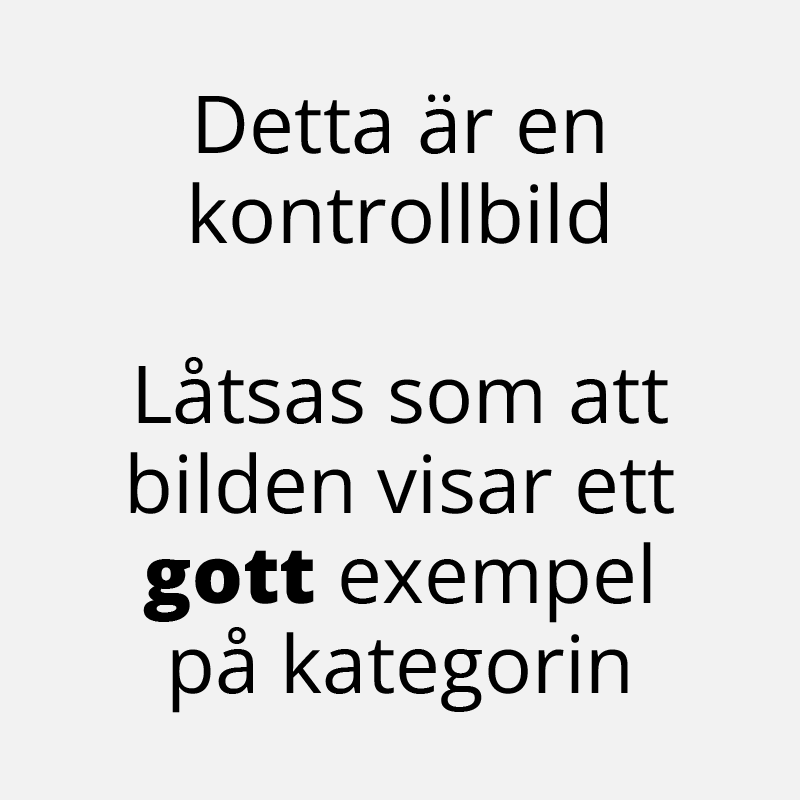 Detta är en
kontrollbild
Låtsas som att
bilden visar ett
gott exempel
på kategorin